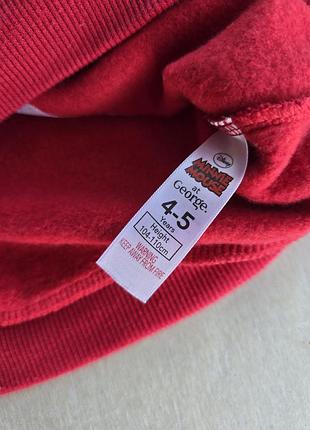 Disney
MINNIE
MOUSE
at
George.
4-5
Years
Height
104-110cm
WARNING
KEEP AWAY FROM FIRE